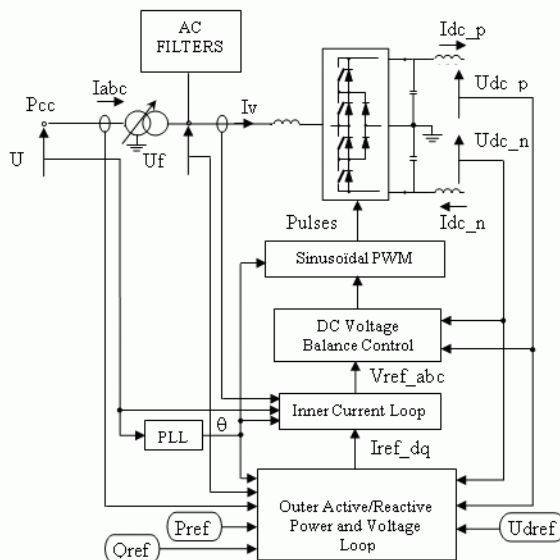 AC
FILTERS
Idc_p
Iabc
Iv
Udc_p
Pcc
U
Uf
Udc_n
Idc_n
Pulses
Sinusoïdal PWM
DC Voltage
Balance Control
Vref_abc
Inner Current Loop
PLL
θ
Iref_dq
Outer Active/Reactive
Power and Voltage
Loop
Pref
Qref
Udref